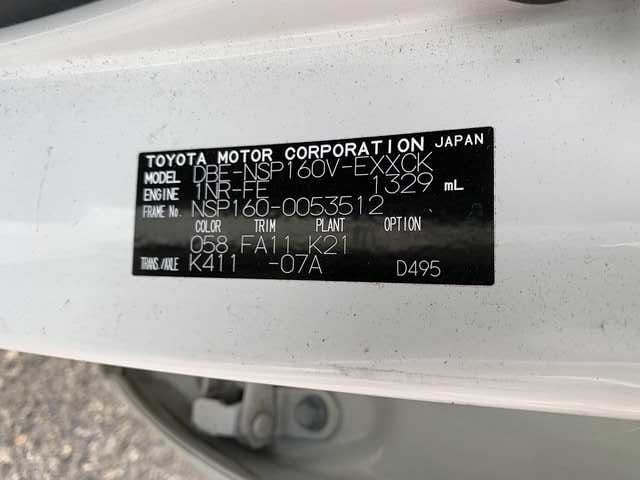 TOYOTA MOTOR CORPORATION JAPAN
MODEL DBE-NSP160V-EXXCK
ENGINE 1NR-FE 1329 mL
FRAME No. NSP160-0053512
COLOR TRIM PLANT OPTION
058 FA11 K21
TRANS./AXLE K411 -07A D495